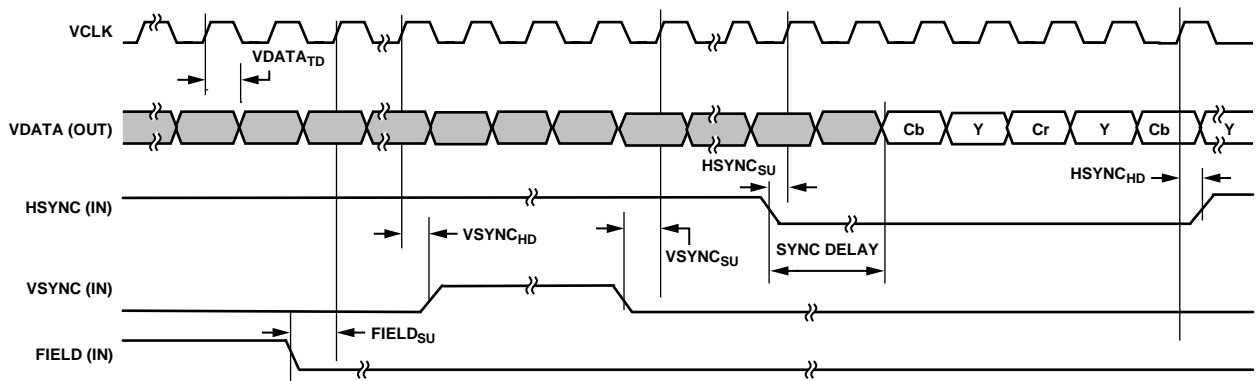 VCLK
VDATA_TD
VDATA (OUT)
Cb Y Cr Y Cb Y
HSYNC_SU
HSYNC_HD
HSYNC (IN)
VSYNC_HD
VSYNC_SU
SYNC DELAY
VSYNC (IN)
FIELD_SU
FIELD (IN)